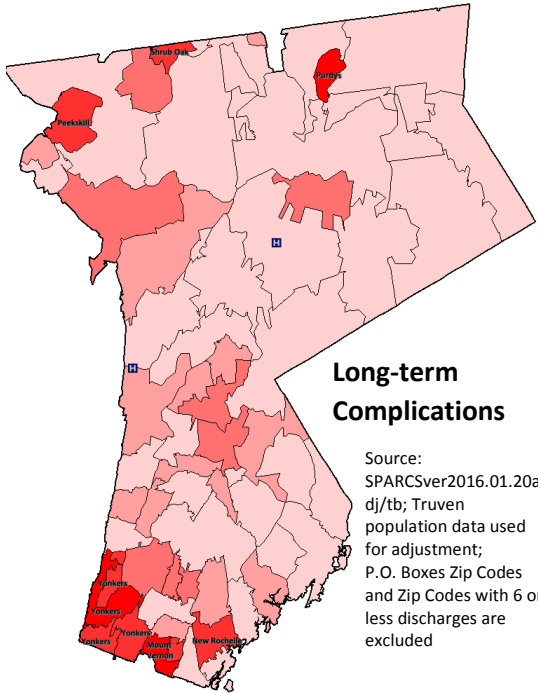 Shrub Oak
Purdys
Peekskill
H
H
Long-term
Complications
Source:
SPARCSver2016.01.20a
dj/tb; Truven
population data used
for adjustment;
P.O. Boxes Zip Codes
and Zip Codes with 6 or
less discharges are
excluded
Yonkers
Yonkers
Yonkers
Yonkers
Mount
Vernon
New Rochelle